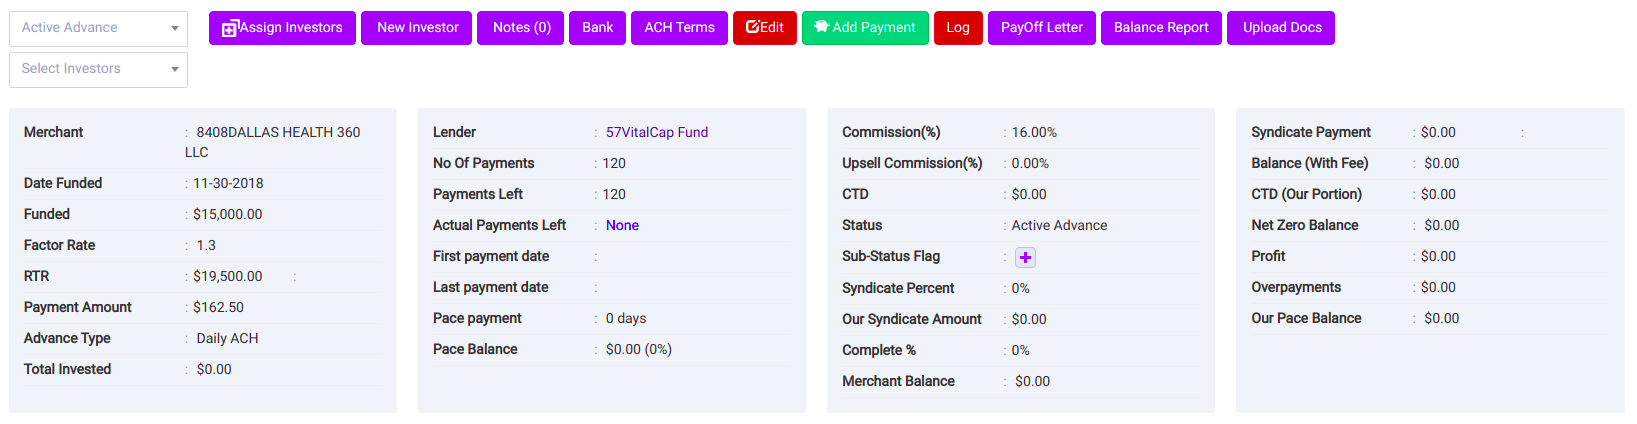 Active Advance
Assign Investors New Investor Notes (0) Bank ACH Terms Edit Add Payment Log PayOff Letter Balance Report Upload Docs
Select Investors
Merchant : 8408DALLAS HEALTH 360
LLC
Date Funded : 11-30-2018
Funded : $15,000.00
Factor Rate : 1.3
RTR : $19,500.00 :
Payment Amount : $162.50
Advance Type : Daily ACH
Total Invested : $0.00
Lender : 57VitalCap Fund
No Of Payments : 120
Payments Left : 120
Actual Payments Left : None
First payment date :
Last payment date :
Pace payment : 0 days
Pace Balance : $0.00 (0%)
Commission(%) : 16.00%
Upsell Commission(%) : 0.00%
CTD : $0.00
Status : Active Advance
Sub-Status Flag :
Syndicate Percent : 0%
Our Syndicate Amount : $0.00
Complete % : 0%
Merchant Balance : $0.00
Syndicate Payment : $0.00 :
Balance (With Fee) : $0.00
CTD (Our Portion) : $0.00
Net Zero Balance : $0.00
Profit : $0.00
Overpayments : $0.00
Our Pace Balance : $0.00